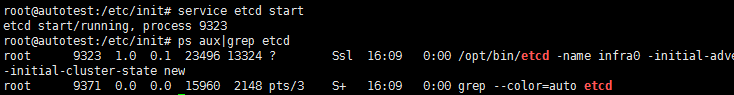 root@autotest:/etc/init# service etcd start
etcd start/running, process 9323
root@autotest:/etc/init# ps aux|grep etcd
root      9323  1.0  0.1  23496 13324 ?        Ssl  16:09   0:00 /opt/bin/etcd -name infra0 -initial-adve
-initial-cluster-state new
root      9371  0.0  0.0  15960  2148 pts/3    S+   16:09   0:00 grep --color=auto etcd